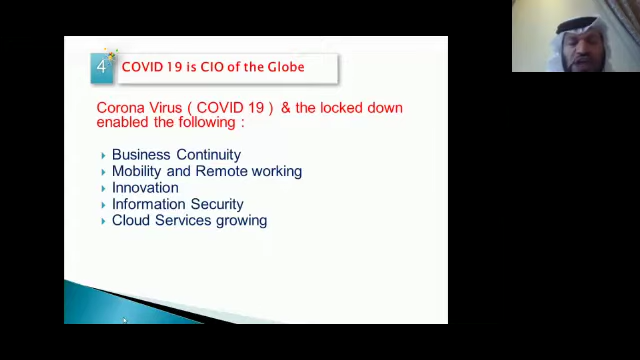 4
COVID 19 is CIO of the Globe
Corona Virus ( COVID 19 ) & the locked down
enabled the following :
Business Continuity
Mobility and Remote working
Innovation
Information Security
Cloud Services growing